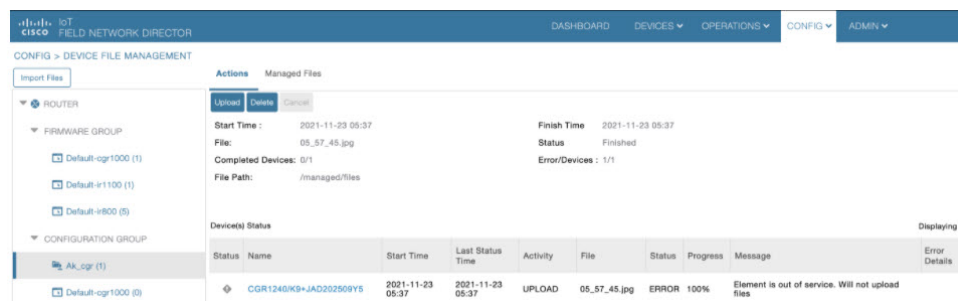 IoT
CISCO FIELD NETWORK DIRECTOR
DASHBOARD DEVICES OPERATIONS CONFIG ADMIN
CONFIG > DEVICE FILE MANAGEMENT
Import Files
Actions Managed Files
ROUTER
FIRMWARE GROUP
Default-cgr1000 (1)
Default-ir1100 (1)
Default-ir800 (5)
CONFIGURATION GROUP
Ak_cgr (1)
Default-cgr1000 (0)
Upload Delete Cancel
Start Time : 2021-11-23 05:37 Finish Time 2021-11-23 05:37
File: 05_57_45.jpg Status Finished
Completed Devices: 0/1 Error/Devices : 1/1
File Path: /managed/files
Device(s) Status Displaying
Status Name Start Time Last Status Time Activity File Status Progress Message Error Details
CGR1240/K9+JAD202509Y5 2021-11-23 05:37 2021-11-23 05:37 UPLOAD 05_57_45.jpg ERROR 100% Element is out of service. Will not upload files